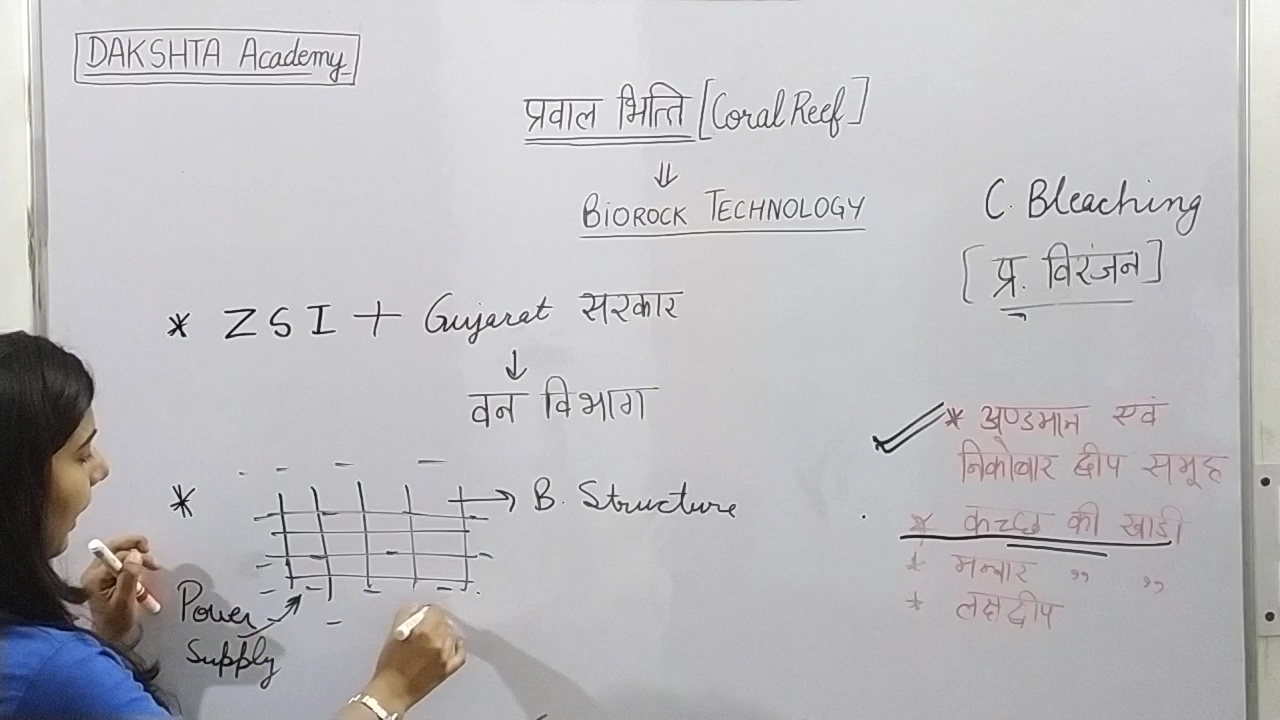 DAKSHTA Academy
प्रवाल भित्ति [Coral Reef]
⇓
BIOROCK TECHNOLOGY
C. Bleaching
[प्र. विरंजन]
* ZSI + Gujarat सरकार
↓
वन विभाग
* → B. Structure
Power
Supply
* अण्डमान एवं
निकोबार द्वीप समूह
* कच्छ की खाडी
* मन्नार ,, ,,
* लक्षद्वीप